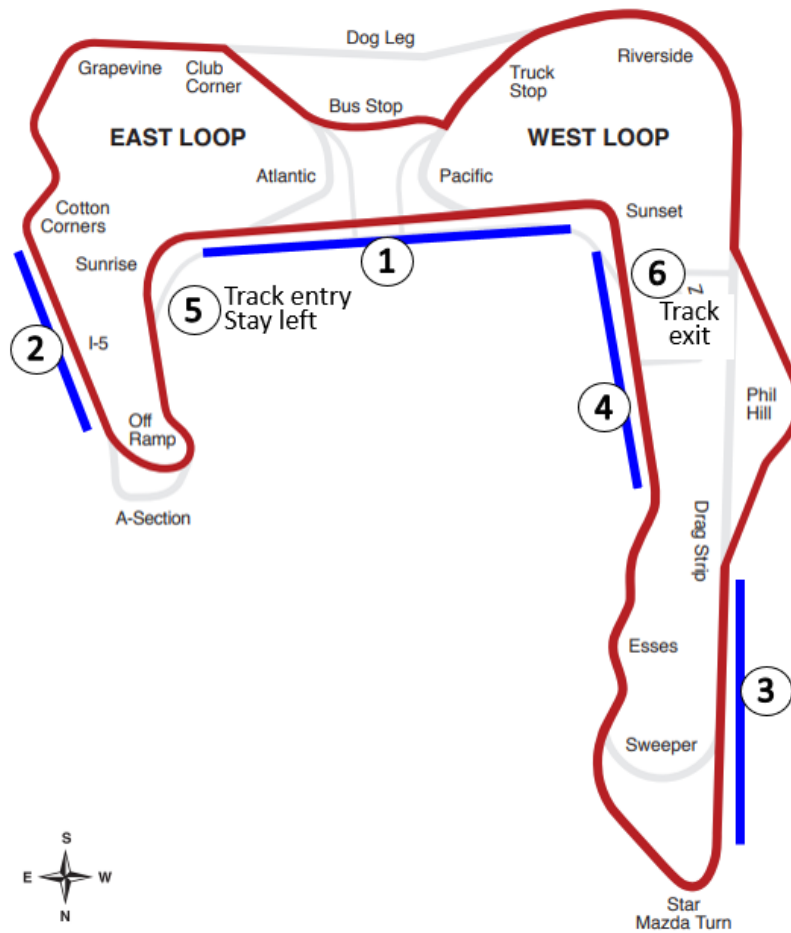 Dog Leg
Riverside
Grapevine
Club
Corner
Truck
Stop
Bus Stop
EAST LOOP
WEST LOOP
Atlantic
Pacific
Cotton
Corners
Sunset
Sunrise
1
6
Z
5
Track entry
Stay left
Track
exit
2
I-5
4
Phil
Hill
Off
Ramp
A-Section
Drag Strip
Esses
3
Sweeper
S
E
W
N
Star
Mazda Turn